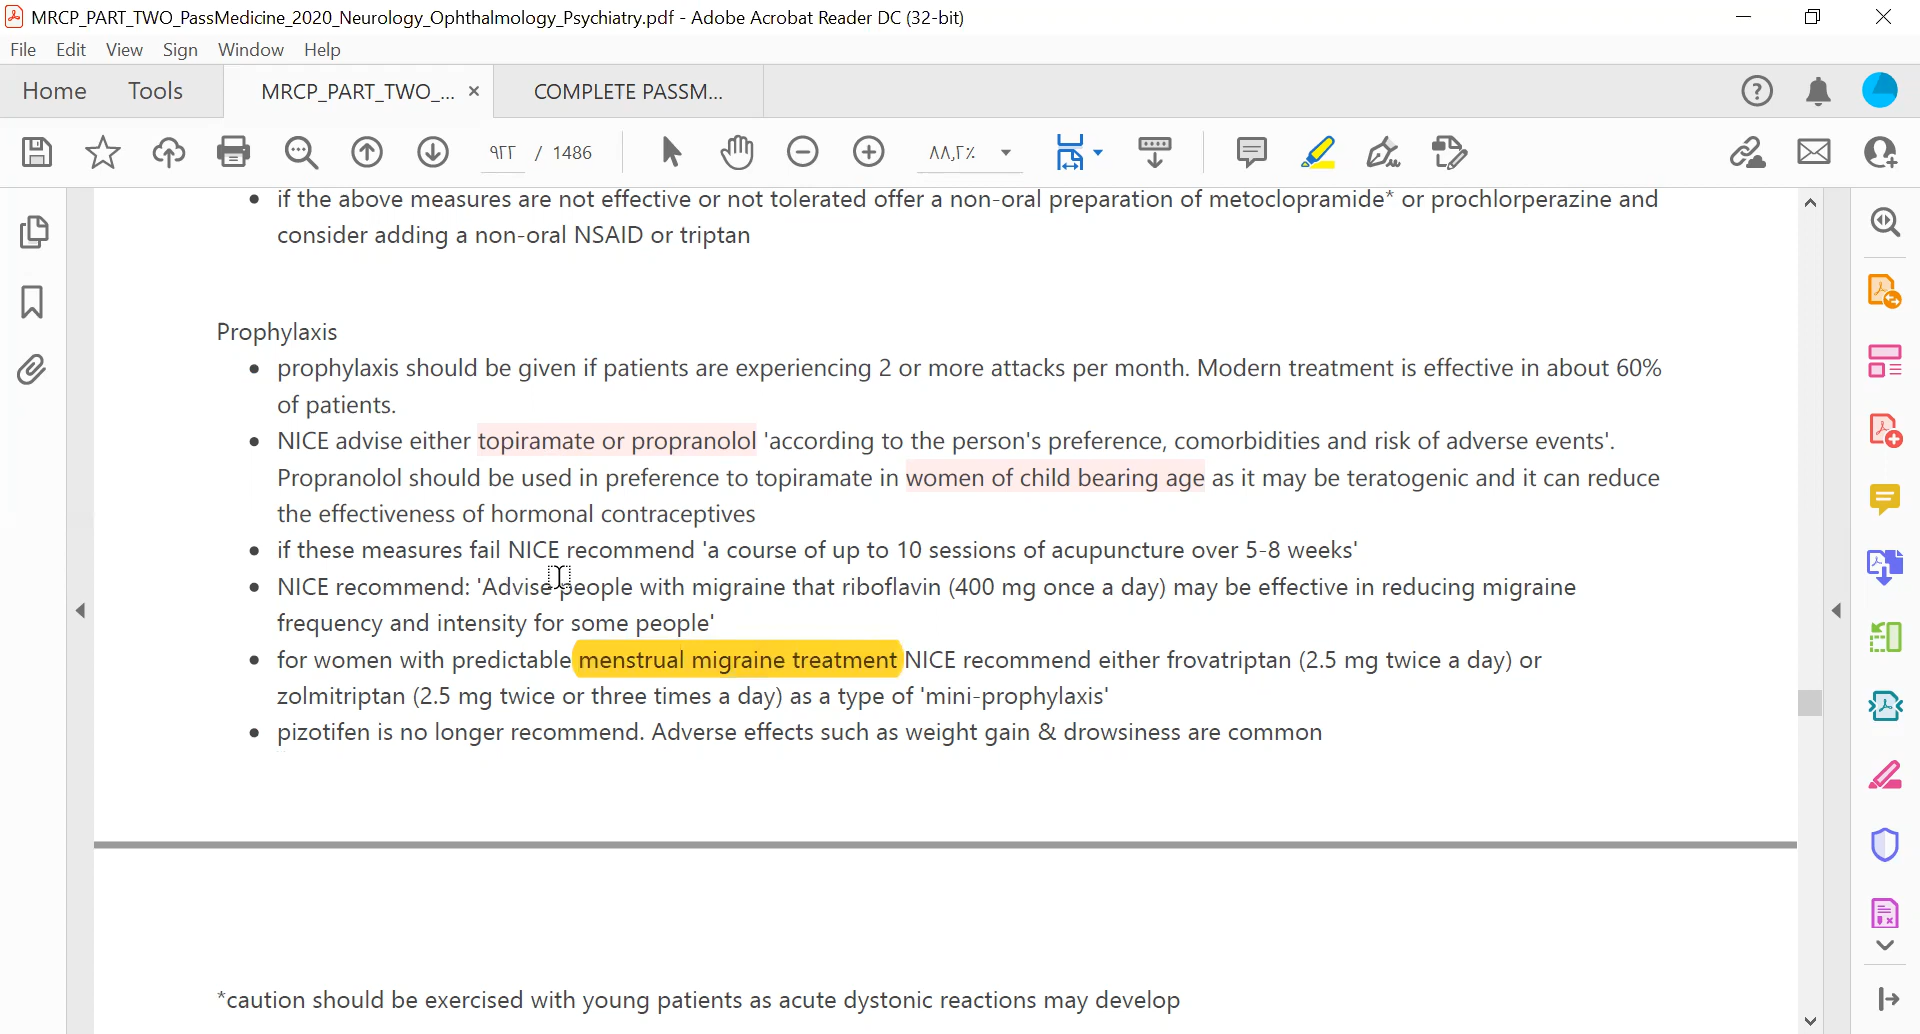 MRCP_PART_TWO_PassMedicine_2020_Neurology_Ophthalmology_Psychiatry.pdf - Adobe Acrobat Reader DC (32-bit)
File Edit View Sign Window Help
Home Tools MRCP_PART_TWO_... × COMPLETE PASSM...
٩٢٢ / 1486 ٨٨,٢٪
• if the above measures are not effective or not tolerated offer a non-oral preparation of metoclopramide* or prochlorperazine and
consider adding a non-oral NSAID or triptan
Prophylaxis
• prophylaxis should be given if patients are experiencing 2 or more attacks per month. Modern treatment is effective in about 60%
of patients.
• NICE advise either topiramate or propranolol 'according to the person's preference, comorbidities and risk of adverse events'.
Propranolol should be used in preference to topiramate in women of child bearing age as it may be teratogenic and it can reduce
the effectiveness of hormonal contraceptives
• if these measures fail NICE recommend 'a course of up to 10 sessions of acupuncture over 5-8 weeks'
• NICE recommend: 'Advise people with migraine that riboflavin (400 mg once a day) may be effective in reducing migraine
frequency and intensity for some people'
• for women with predictable menstrual migraine treatment NICE recommend either frovatriptan (2.5 mg twice a day) or
zolmitriptan (2.5 mg twice or three times a day) as a type of 'mini-prophylaxis'
• pizotifen is no longer recommend. Adverse effects such as weight gain & drowsiness are common
*caution should be exercised with young patients as acute dystonic reactions may develop